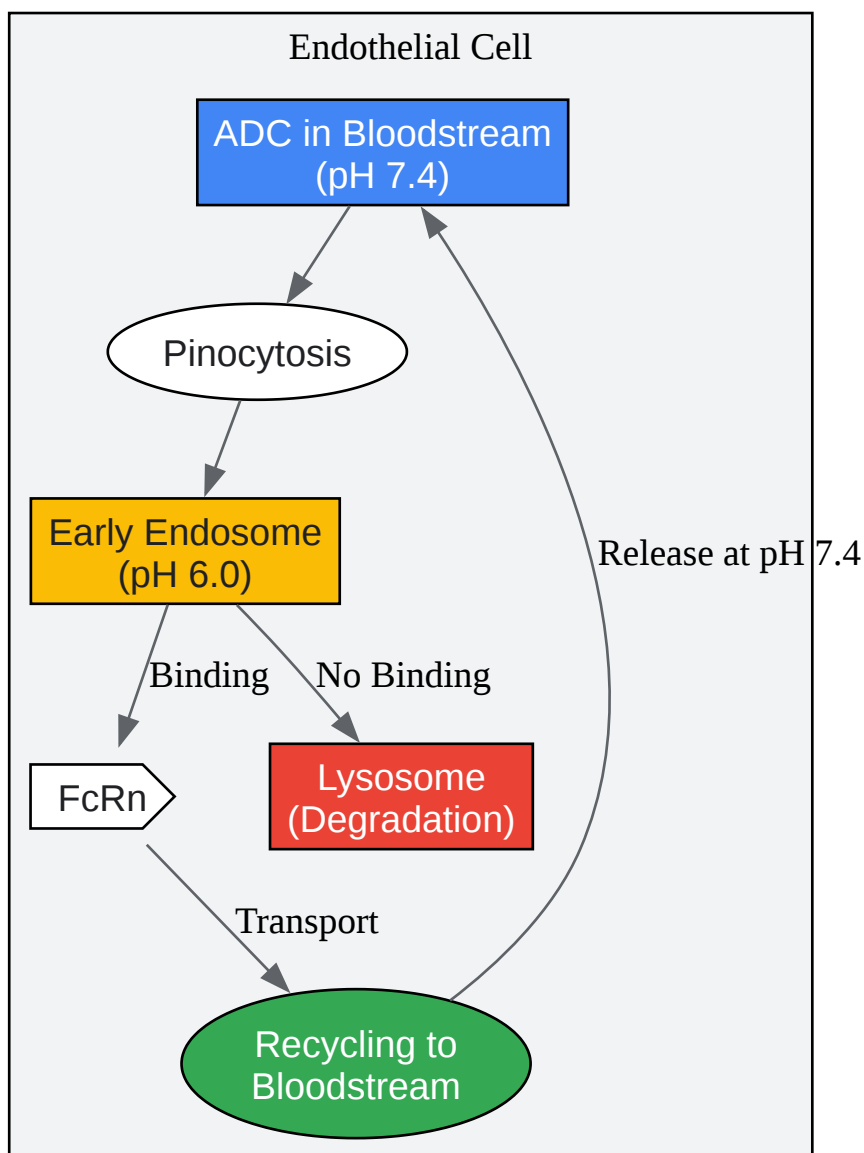 Endothelial Cell
ADC in Bloodstream
(pH 7.4)
Pinocytosis
Early Endosome
(pH 6.0)
Release at pH 7.4
Binding
No Binding
FcRn
Lysosome
(Degradation)
Transport
Recycling to
Bloodstream